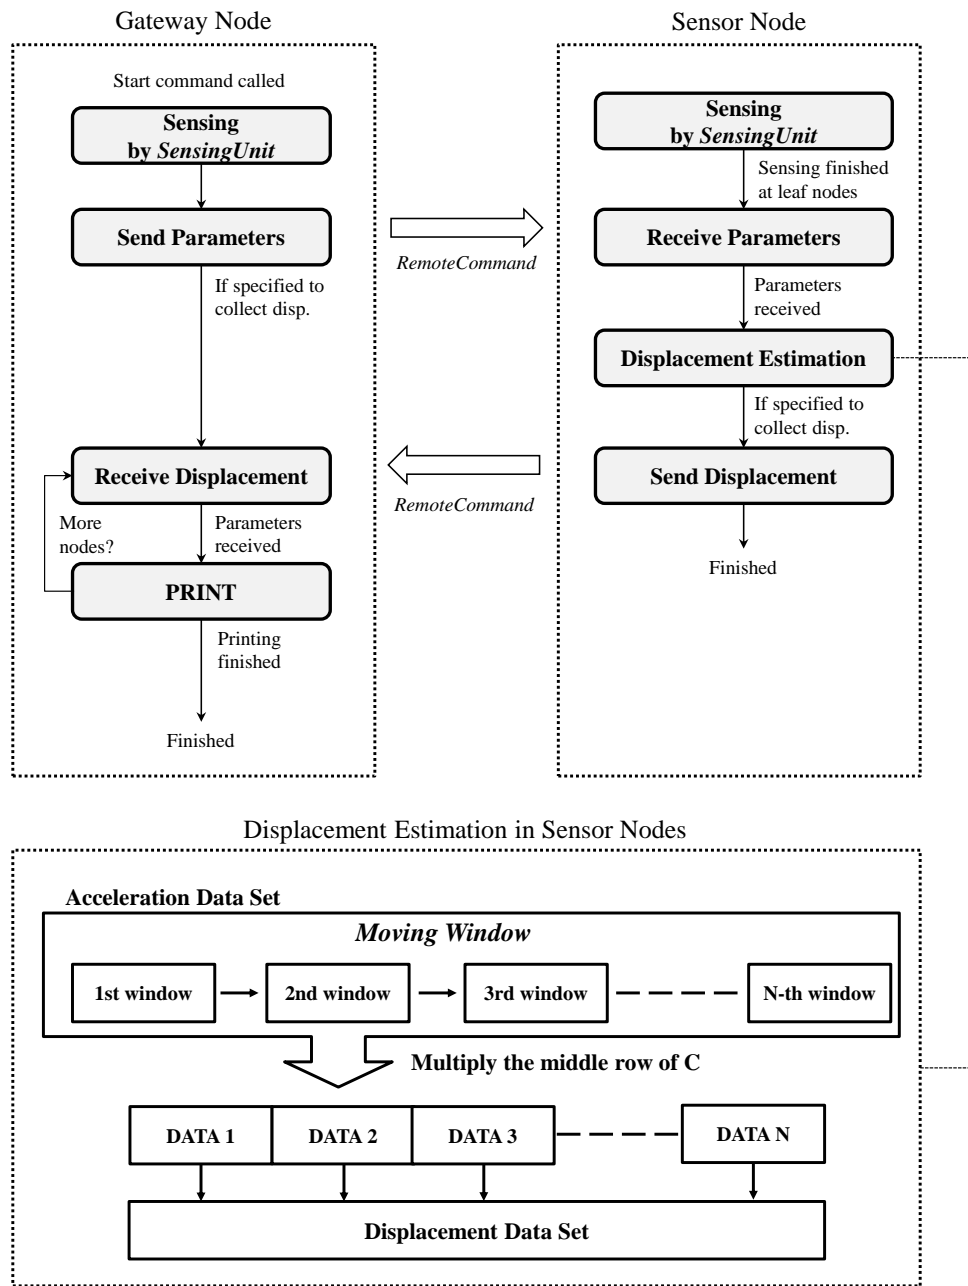 Gateway Node
Start command called
Sensing
by SensingUnit
Send Parameters
If specified to
collect disp.
Receive Displacement
More
nodes?
Parameters
received
PRINT
Printing
finished
Finished
RemoteCommand
RemoteCommand
Sensor Node
Sensing
by SensingUnit
Sensing finished
at leaf nodes
Receive Parameters
Parameters
received
Displacement Estimation
If specified to
collect disp.
Send Displacement
Finished
Displacement Estimation in Sensor Nodes
Acceleration Data Set
Moving Window
1st window
2nd window
3rd window
N-th window
Multiply the middle row of C
DATA 1
DATA 2
DATA 3
DATA N
Displacement Data Set